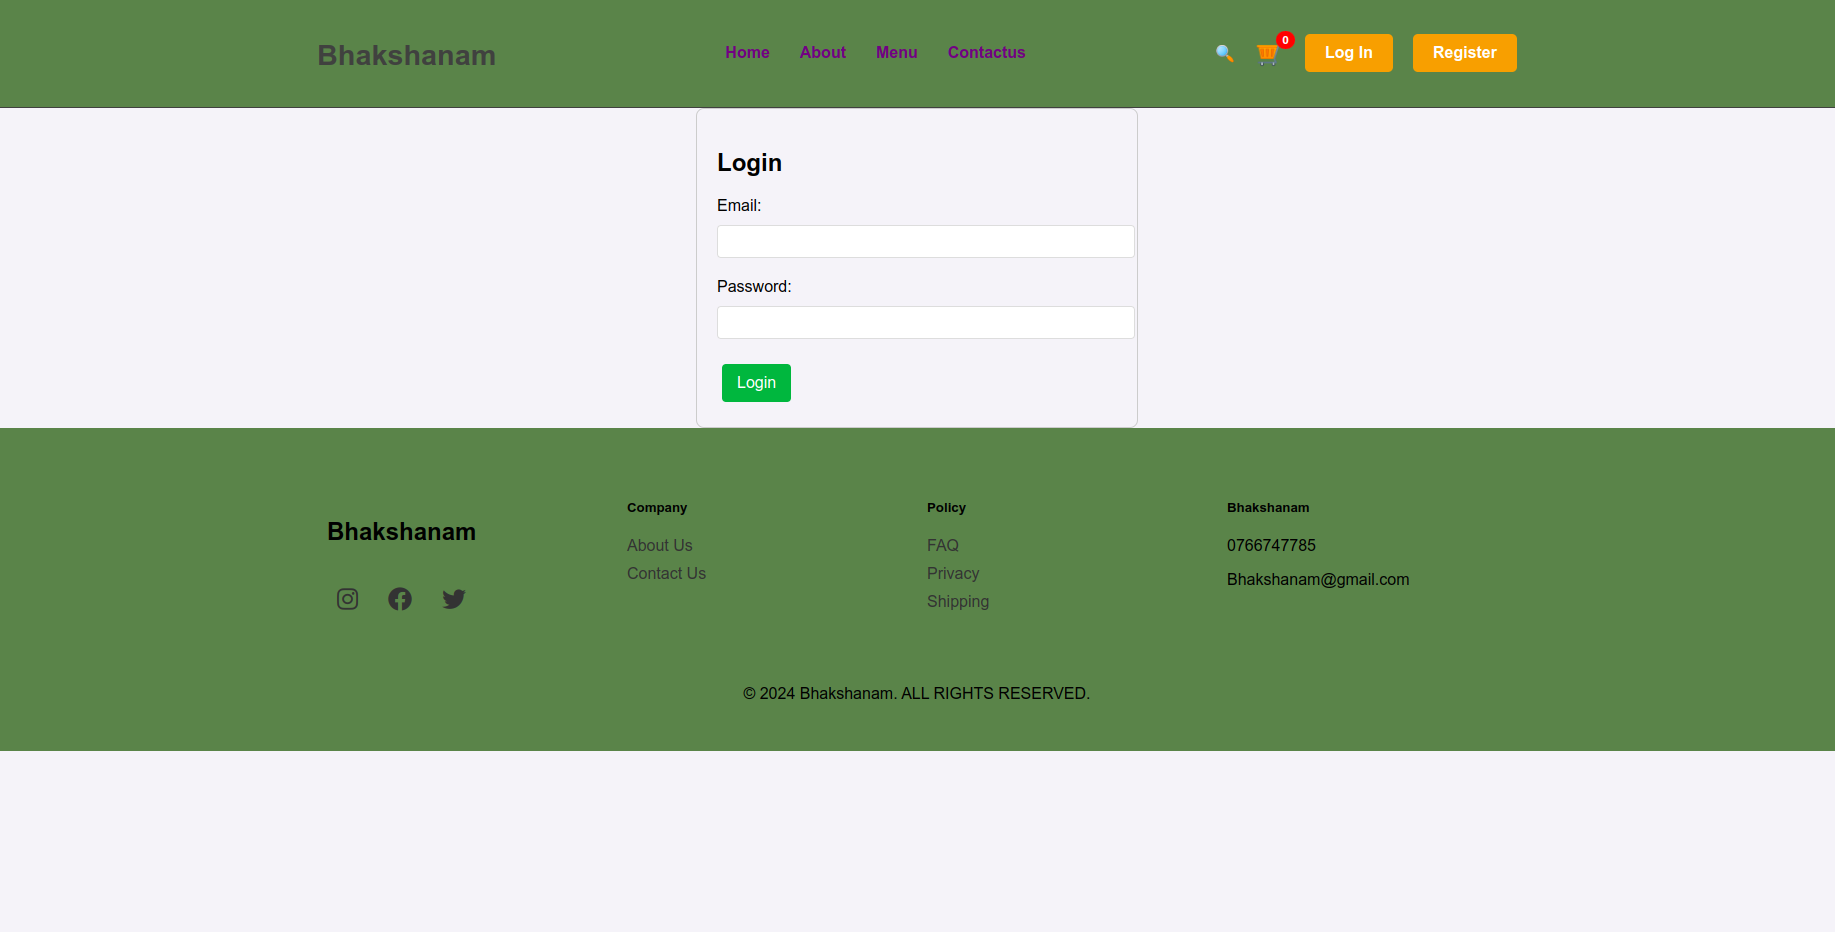 Bhakshanam
Home About Menu Contactus
0
Log In
Register
Login
Email:
Password:
Login
Bhakshanam
Company
About Us
Contact Us
Policy
FAQ
Privacy
Shipping
Bhakshanam
0766747785
Bhakshanam@gmail.com
© 2024 Bhakshanam. ALL RIGHTS RESERVED.